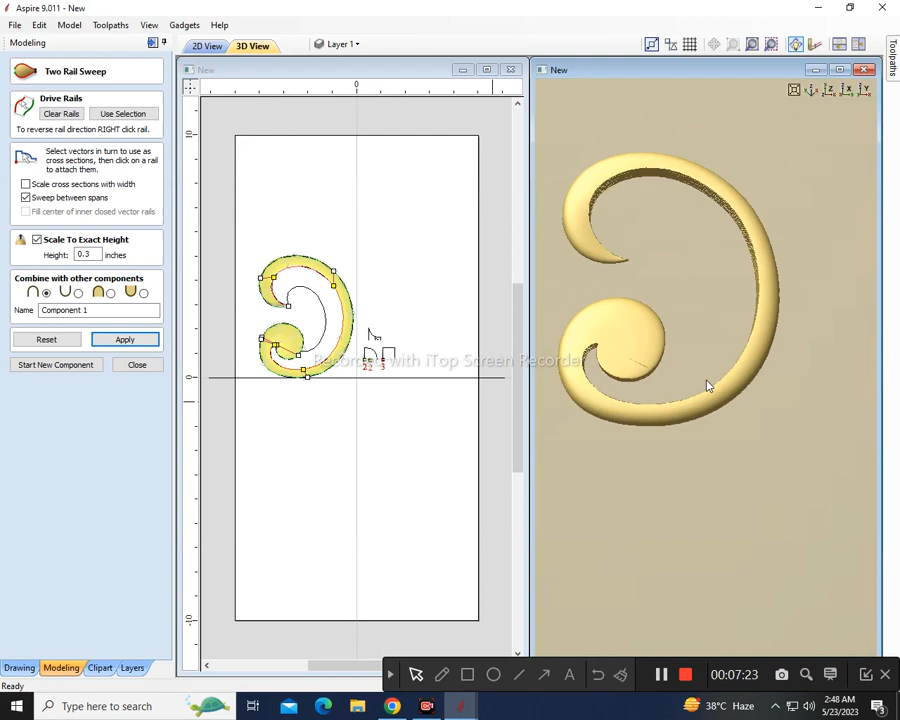 Aspire 9.011 - New
File Edit Model Toolpaths View Gadgets Help
Modeling
2D View 3D View Layer 1
Toolpaths
Two Rail Sweep
New
New
0
Drive Rails
Clear Rails Use Selection
To reverse rail direction RIGHT click rail.
10
Z X Y
Select vectors in turn to use as
cross sections, then click on a rail
to attach them.
Scale cross sections with width
Sweep between spans
Fill center of inner closed vector rails
Scale To Exact Height
Height: 0.3 inches
Combine with other components
Name Component 1
Reset Apply
Start New Component Close
Recorded with iTop Screen Recorder
0
-10
Drawing Modeling Clipart Layers
Ready
A
00:07:23
Type here to search
38°C Haze
2:48 AM
5/23/2023
3